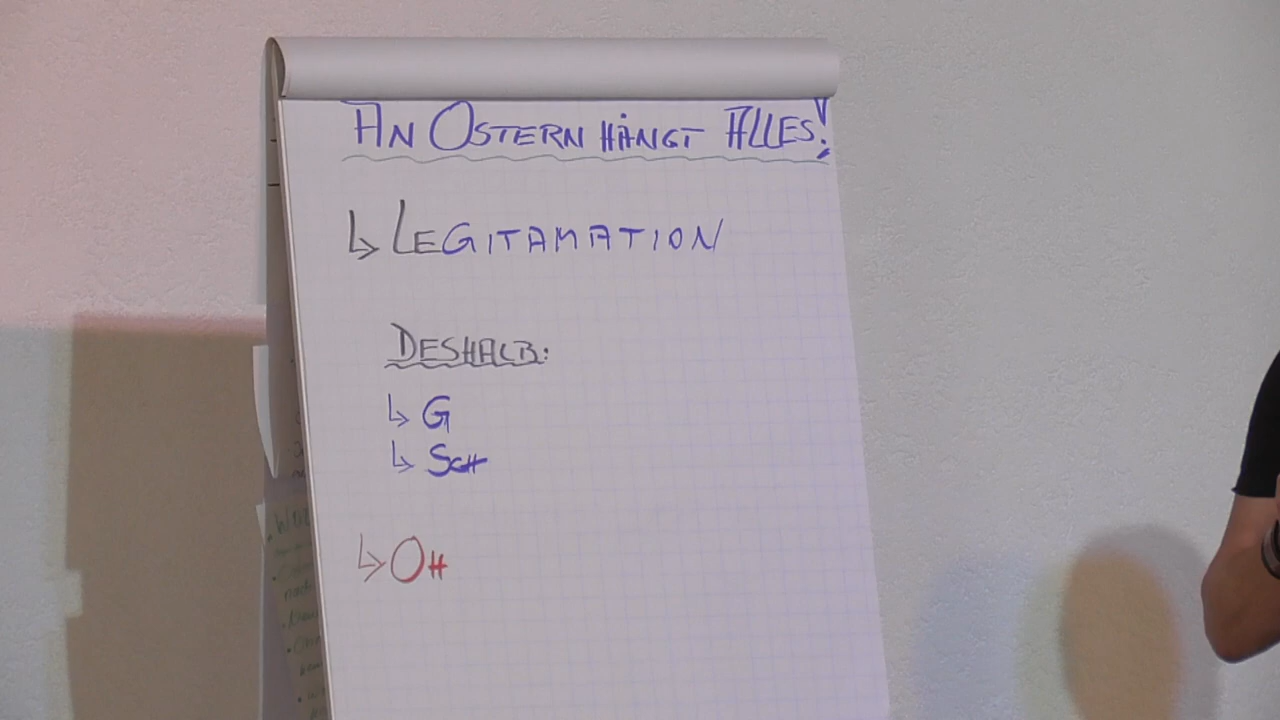 AN OSTERN HÄNGT ALLES!
↳ LEGITAMATION
DESHALB:
↳ G
↳ SCH
↳ OH